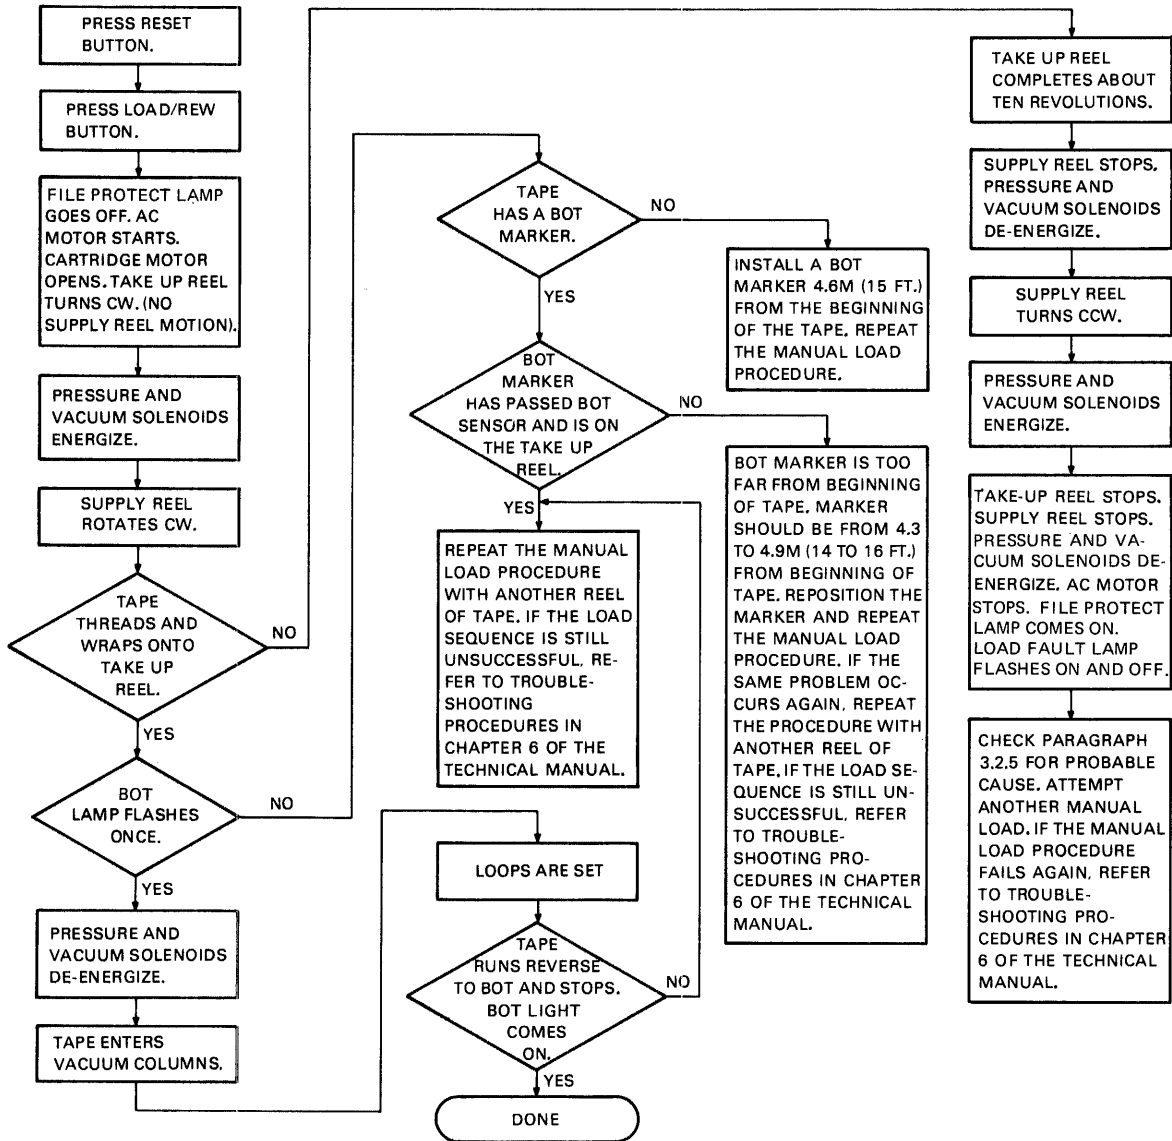 PRESS RESET
BUTTON.
PRESS LOAD/REW
BUTTON.
FILE PROTECT LAMP
GOES OFF. AC
MOTOR STARTS.
CARTRIDGE MOTOR
OPENS. TAKE UP REEL
TURNS CW. (NO
SUPPLY REEL MOTION).
PRESSURE AND
VACUUM SOLENOIDS
ENERGIZE.
SUPPLY REEL
ROTATES CW.
TAPE
THREADS AND
WRAPS ONTO
TAKE UP
REEL.
NO
YES
BOT
LAMP FLASHES
ONCE.
NO
YES
PRESSURE AND
VACUUM SOLENOIDS
DE-ENERGIZE.
TAPE ENTERS
VACUUM COLUMNS.
TAPE
HAS A BOT
MARKER.
NO
YES
INSTALL A BOT
MARKER 4.6M (15 FT.)
FROM THE BEGINNING
OF THE TAPE. REPEAT
THE MANUAL LOAD
PROCEDURE.
BOT
MARKER
HAS PASSED BOT
SENSOR AND IS ON
THE TAKE UP
REEL.
NO
YES
REPEAT THE MANUAL
LOAD PROCEDURE
WITH ANOTHER REEL
OF TAPE. IF THE LOAD
SEQUENCE IS STILL
UNSUCCESSFUL, RE-
FER TO TROUBLE-
SHOOTING
PROCEDURES IN
CHAPTER 6 OF THE
TECHNICAL MANUAL.
BOT MARKER IS TOO
FAR FROM BEGINNING
OF TAPE. MARKER
SHOULD BE FROM 4.3
TO 4.9M (14 TO 16 FT.)
FROM BEGINNING OF
TAPE. REPOSITION THE
MARKER AND REPEAT
THE MANUAL LOAD
PROCEDURE. IF THE
SAME PROBLEM OC-
CURS AGAIN, REPEAT
THE PROCEDURE WITH
ANOTHER REEL OF
TAPE. IF THE LOAD SE-
QUENCE IS STILL UN-
SUCCESSFUL, REFER
TO TROUBLE-
SHOOTING PRO-
CEDURES IN CHAPTER
6 OF THE TECHNICAL
MANUAL.
LOOPS ARE SET
TAPE
RUNS REVERSE
TO BOT AND STOPS.
BOT LIGHT
COMES
ON.
NO
YES
DONE
TAKE UP REEL
COMPLETES ABOUT
TEN REVOLUTIONS.
SUPPLY REEL STOPS.
PRESSURE AND
VACUUM SOLENOIDS
DE-ENERGIZE.
SUPPLY REEL
TURNS CCW.
PRESSURE AND
VACUUM SOLENOIDS
ENERGIZE.
TAKE-UP REEL STOPS.
SUPPLY REEL STOPS.
PRESSURE AND VA-
CUUM SOLENOIDS DE-
ENERGIZE. AC MOTOR
STOPS. FILE PROTECT
LAMP COMES ON.
LOAD FAULT LAMP
FLASHES ON AND OFF.
CHECK PARAGRAPH
3.2.5 FOR PROBABLE
CAUSE. ATTEMPT
ANOTHER MANUAL
LOAD. IF THE MANUAL
LOAD PROCEDURE
FAILS AGAIN, REFER
TO TROUBLE-
SHOOTING PRO-
CEDURES IN CHAPTER
6 OF THE TECHNICAL
MANUAL.